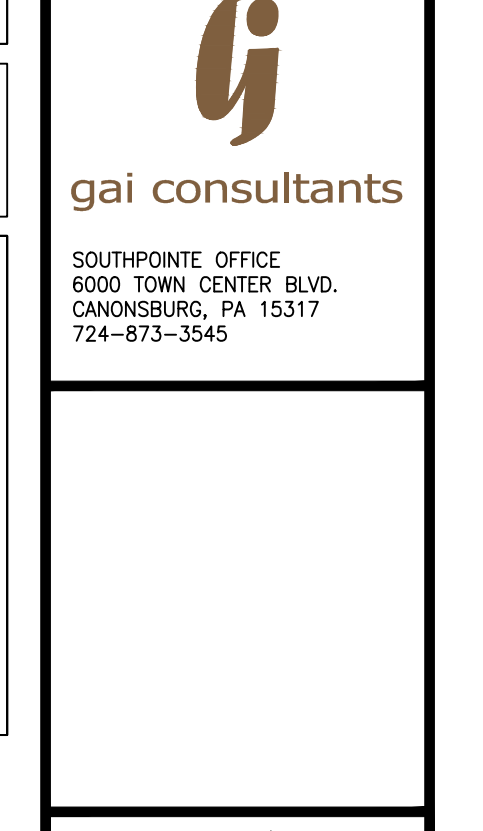 gai consultants
SOUTHPOINTE OFFICE
6000 TOWN CENTER BLVD.
CANONSBURG, PA 15317
724-873-3545